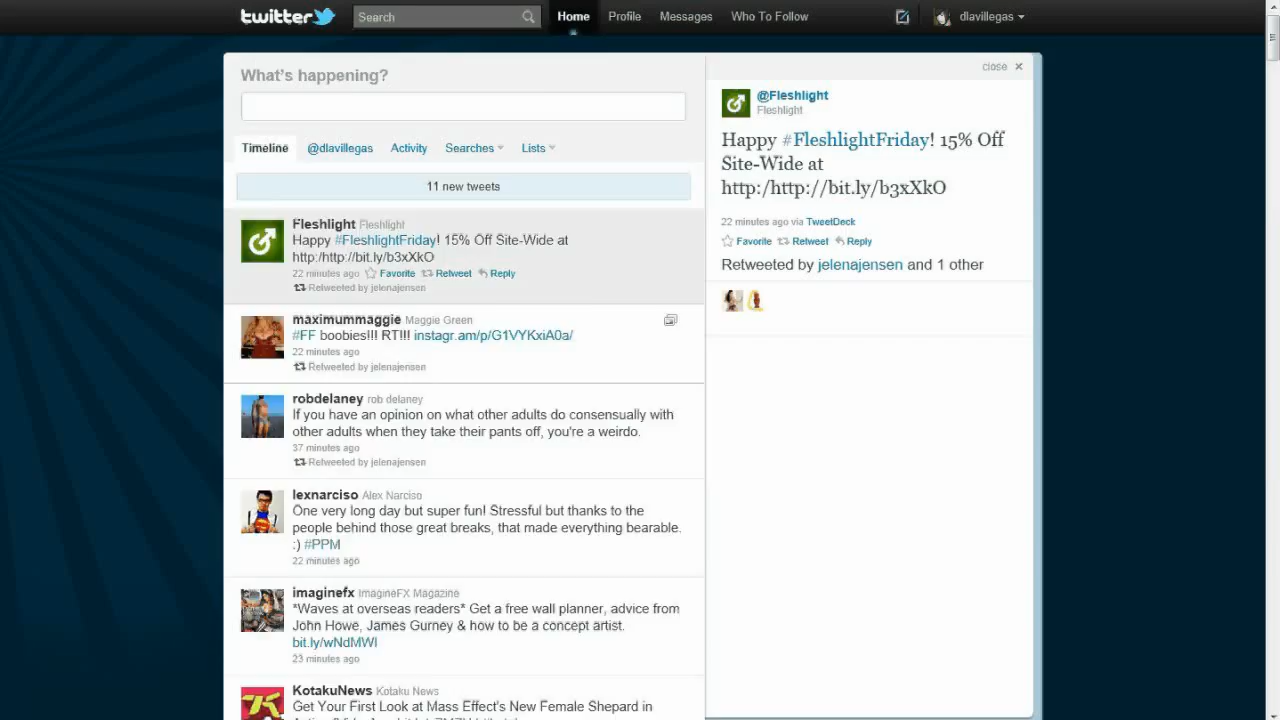 twitter
Search
Home
Profile
Messages
Who To Follow
dlavillegas
What's happening?
Timeline
@dlavillegas
Activity
Searches
Lists
11 new tweets
Fleshlight Fleshlight
Happy #FleshlightFriday! 15% Off Site-Wide at
http:/http://bit.ly/b3xXkO
22 minutes ago Favorite Retweet Reply
Retweeted by jelenajensen
maximummaggie Maggie Green
#FF boobies!!! RT!!! instagr.am/p/G1VYKxiA0a/
22 minutes ago
Retweeted by jelenajensen
robdelaney rob delaney
If you have an opinion on what other adults do consensually with
other adults when they take their pants off, you're a weirdo.
37 minutes ago
Retweeted by jelenajensen
lexnarciso Alex Narciso
One very long day but super fun! Stressful but thanks to the
people behind those great breaks, that made everything bearable.
:) #PPM
22 minutes ago
imaginefx ImagineFX Magazine
*Waves at overseas readers* Get a free wall planner, advice from
John Howe, James Gurney & how to be a concept artist.
bit.ly/wNdMWI
23 minutes ago
KotakuNews Kotaku News
Get Your First Look at Mass Effect's New Female Shepard in
close
@Fleshlight
Fleshlight
Happy #FleshlightFriday! 15% Off
Site-Wide at
http:/http://bit.ly/b3xXkO
22 minutes ago via TweetDeck
Favorite Retweet Reply
Retweeted by jelenajensen and 1 other